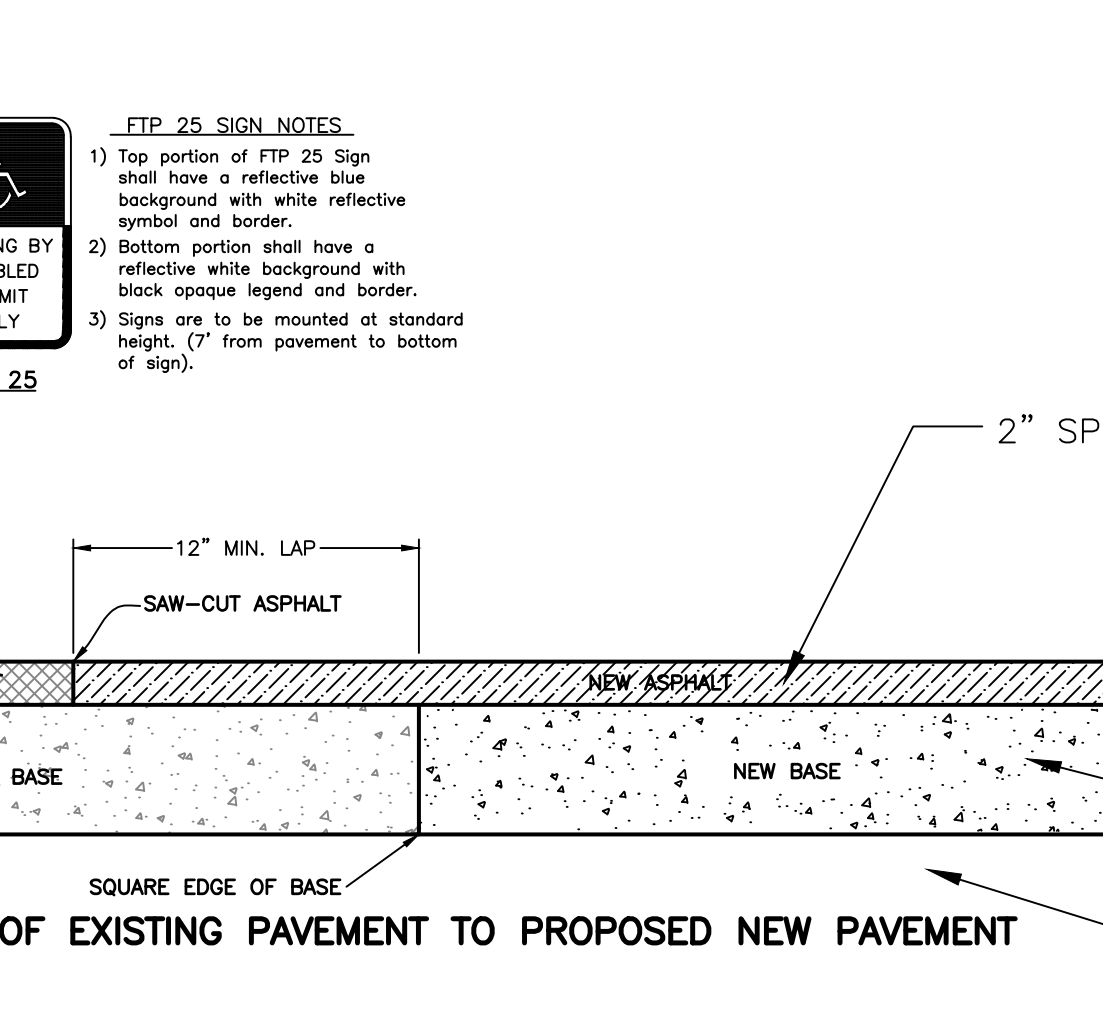 FTP 25 SIGN NOTES
1) Top portion of FTP 25 Sign
shall have a reflective blue
background with white reflective
symbol and border.
2) Bottom portion shall have a
reflective white background with
black opaque legend and border.
3) Signs are to be mounted at standard
height. (7' from pavement to bottom
of sign).
NG BY
BLED
MIT
LY
25
2” SP
12” MIN. LAP
SAW-CUT ASPHALT
NEW ASPHALT
BASE
NEW BASE
SQUARE EDGE OF BASE
OF EXISTING PAVEMENT TO PROPOSED NEW PAVEMENT